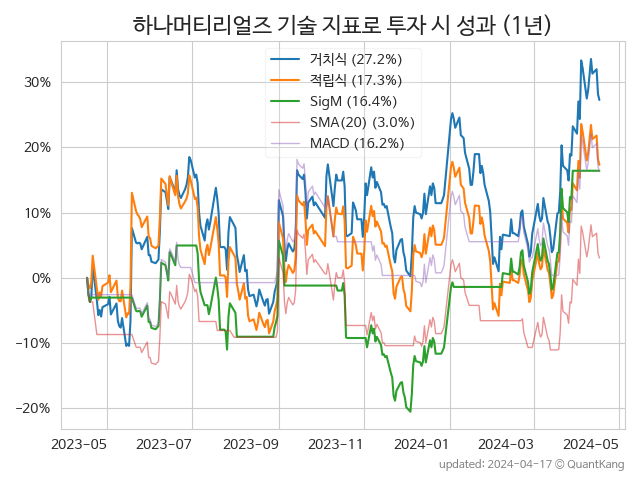 하나머티리얼즈 기술 지표로 투자 시 성과 (1년)
거치식 (27.2%)
적립식 (17.3%)
SigM (16.4%)
SMA(20) (3.0%)
MACD (16.2%)
30%
20%
10%
0%
−10%
−20%
2023-05 2023-07 2023-09 2023-11 2024-01 2024-03 2024-05
updated: 2024-04-17 © QuantKang